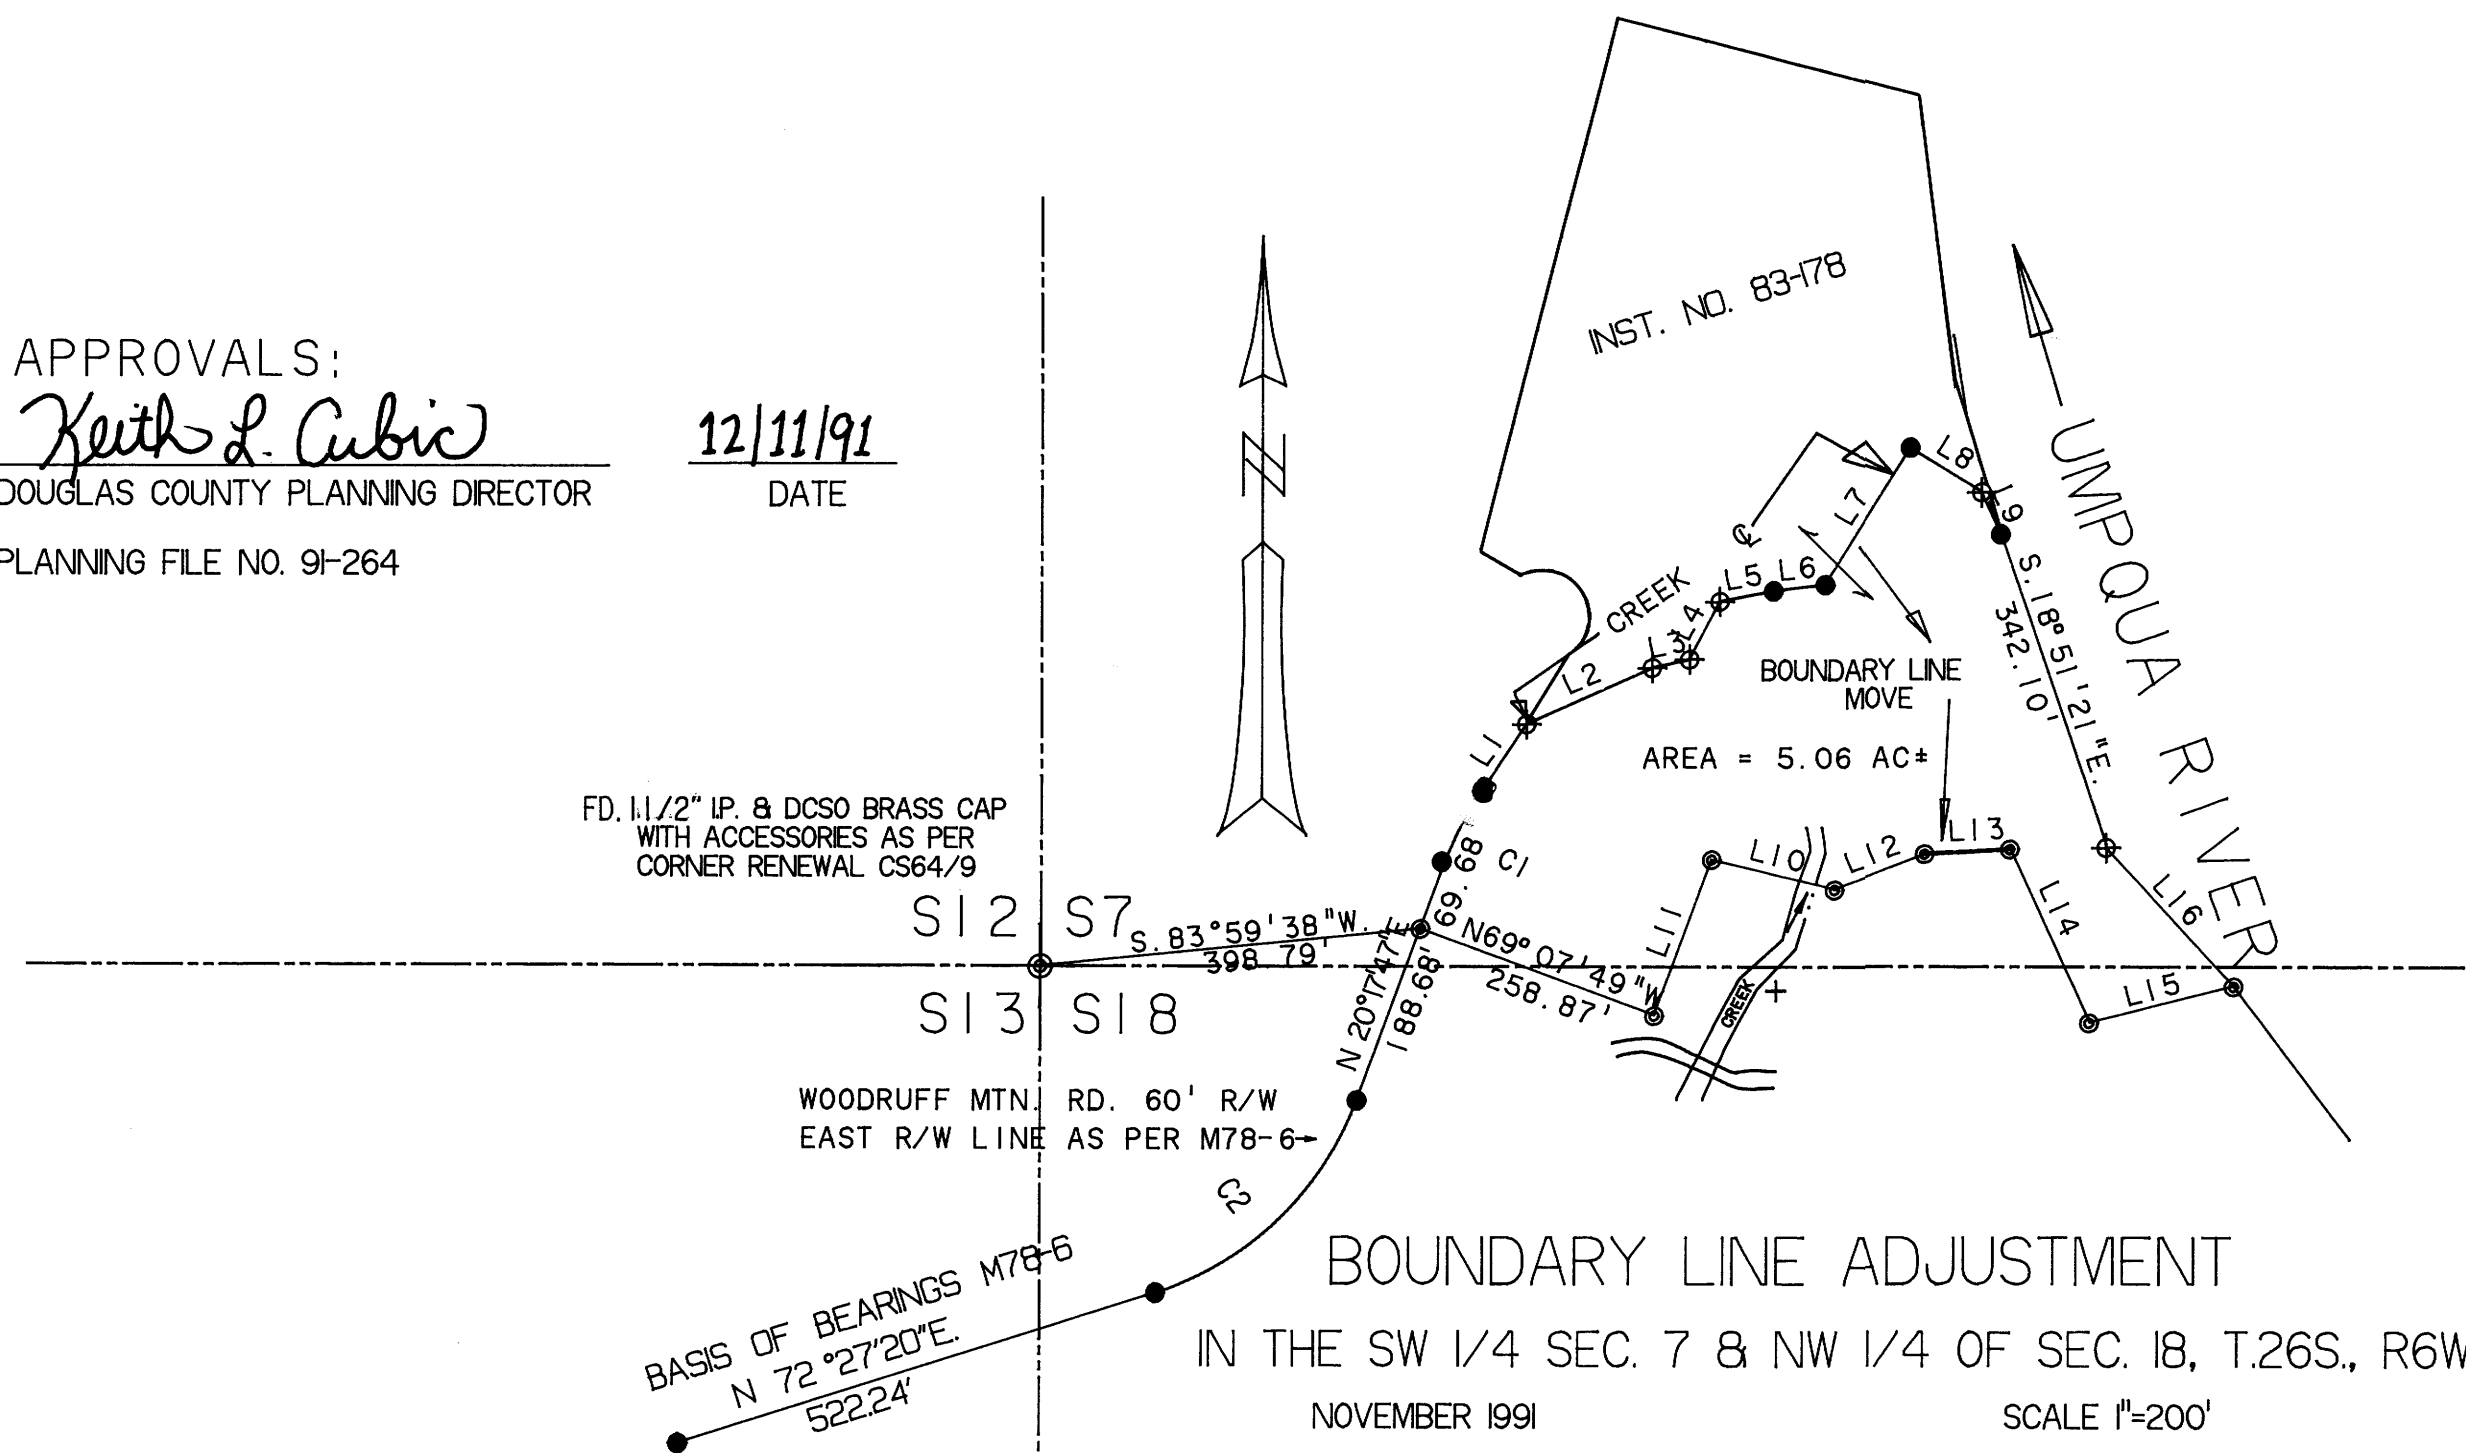 APPROVALS:
Keith L. Cubic
12/11/91
DOUGLAS COUNTY PLANNING DIRECTOR
DATE
PLANNING FILE NO. 91-264
N
INST. NO. 83-178
UMPQUA RIVER
L8
L9
L7
℄
L5
L6
CREEK
L4
L3
L2
L1
S. 18°51'21"E.
342.10'
BOUNDARY LINE
MOVE
AREA = 5.06 AC±
FD. 1 1/2" I.P. & DCSO BRASS CAP
WITH ACCESSORIES AS PER
CORNER RENEWAL CS64/9
S12
S7
S13
S18
S. 83°59'38"W.
398.79'
C1
69.68
N 20°17'47"E
188.68'
N69°07'49"W
258.87'
L11
L10
L12
L13
L14
L15
L16
CREEK
WOODRUFF MTN. RD. 60' R/W
EAST R/W LINE AS PER M78-6
C2
BASIS OF BEARINGS M78-6
N 72°27'20"E.
522.24'
BOUNDARY LINE ADJUSTMENT
IN THE SW 1/4 SEC. 7 & NW 1/4 OF SEC. 18, T.26S., R6W
NOVEMBER 1991
SCALE 1"=200'